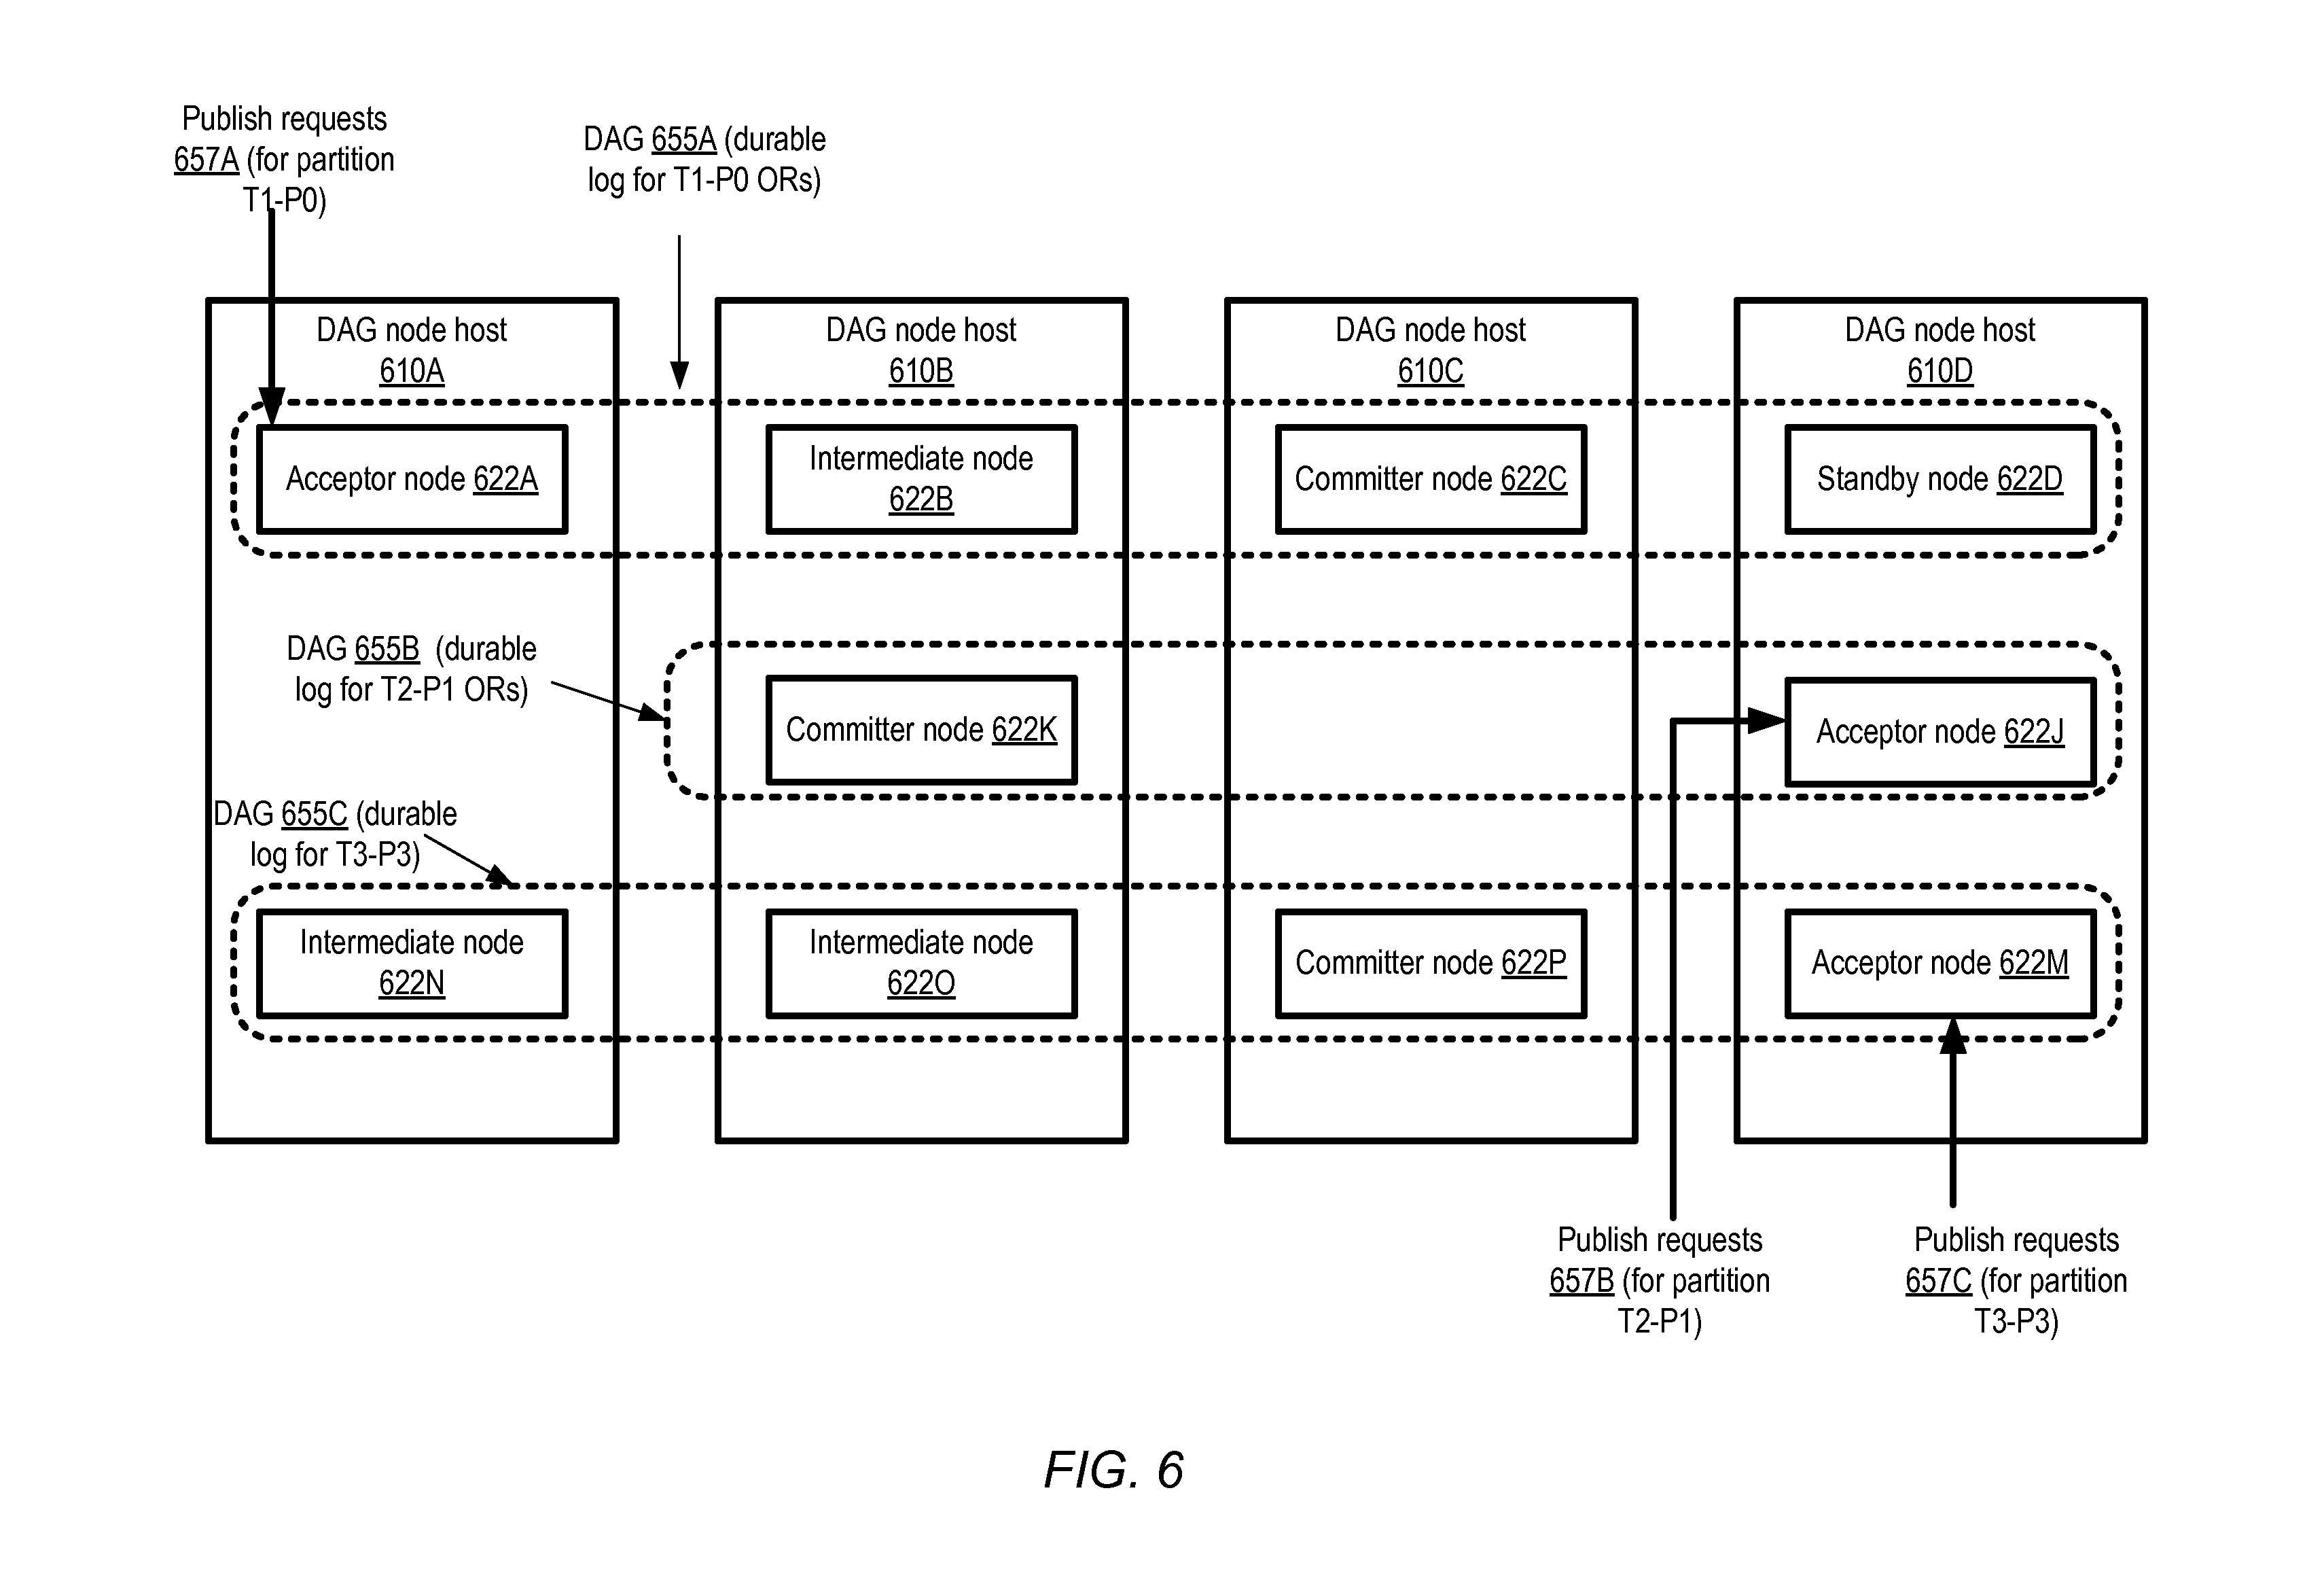 Publish requests
657A (for partition
T1-P0)
DAG 655A (durable
log for T1-P0 ORs)
DAG node host
610A
DAG node host
610B
DAG node host
610C
DAG node host
610D
Acceptor node 622A
Intermediate node
622B
Committer node 622C
Standby node 622D
DAG 655B (durable
log for T2-P1 ORs)
Committer node 622K
Acceptor node 622J
DAG 655C (durable
log for T3-P3)
Intermediate node
622N
Intermediate node
622O
Committer node 622P
Acceptor node 622M
Publish requests
657B (for partition
T2-P1)
Publish requests
657C (for partition
T3-P3)
FIG. 6